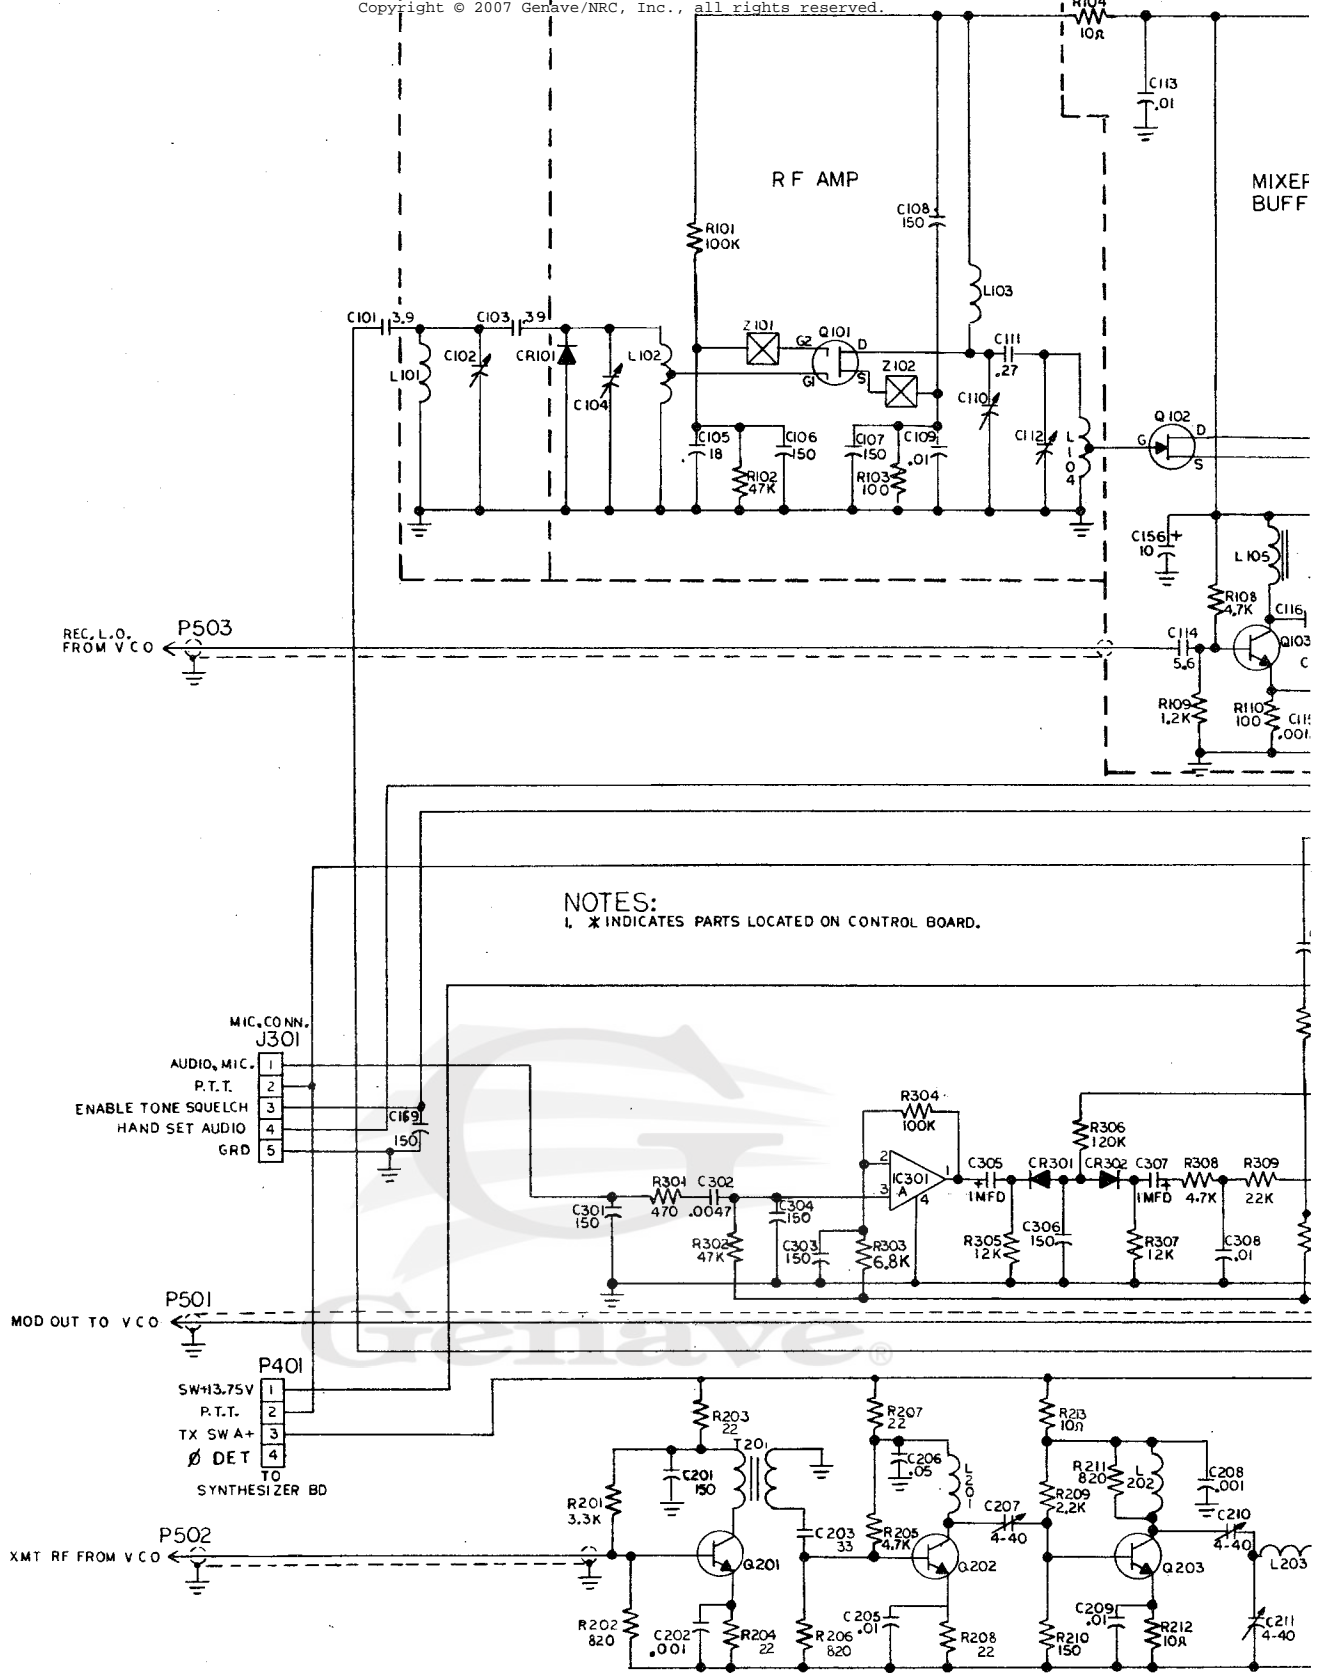 Copyright © 2007 Genave/NRC, Inc., all rights reserved.
R104
10Ω
C113
.01
RF AMP
C108
150
R101
100K
L103
C101 3.9
C103 .39
Z101
Q101
G2
D
C111
.27
C102
CR101
L102
L101
G1
S
Z102
C104
C110
Q102
C112
L104
G
D
S
C105
18
C106
150
C107
150
C109
.01
R102
47K
R103
100
C156 +
10
L105
R108
4.7K
C116
REC. L.O.
FROM VCO
P503
C114
5.6
Q103
R109
1.2K
R110
100
NOTES:
1. * INDICATES PARTS LOCATED ON CONTROL BOARD.
MIC. CONN.
J301
AUDIO, MIC. 1
P.T.T. 2
ENABLE TONE SQUELCH 3
HAND SET AUDIO 4
GRD 5
C169
150
R304
100K
R306
120K
2
3
IC301
A
1
4
C305
1MFD
CR301
CR302
C307
1MFD
R308
4.7K
R309
22K
R301
470
C302
.0047
C301
150
C304
150
R302
47K
C303
150
R303
6.8K
R305
12K
C306
150
R307
12K
C308
.01
MOD OUT TO VCO
P501
Genave®
P401
SW+13.75V 1
P.T.T. 2
TX SW A+ 3
Ø DET 4
TO
SYNTHESIZER BD
R203
22
R207
22
R213
10Ω
T201
C201
150
C206
.05
L201
R211
820
L202
C208
.001
R201
3.3K
R209
2.2K
C207
4-40
C210
4-40
C203
33
R205
4.7K
XMT RF FROM VCO
P502
Q201
Q202
Q203
L203
R202
820
C202
.001
R204
22
R206
820
C205
.01
R208
22
R210
150
C209
.01
R212
10Ω
C211
4-40